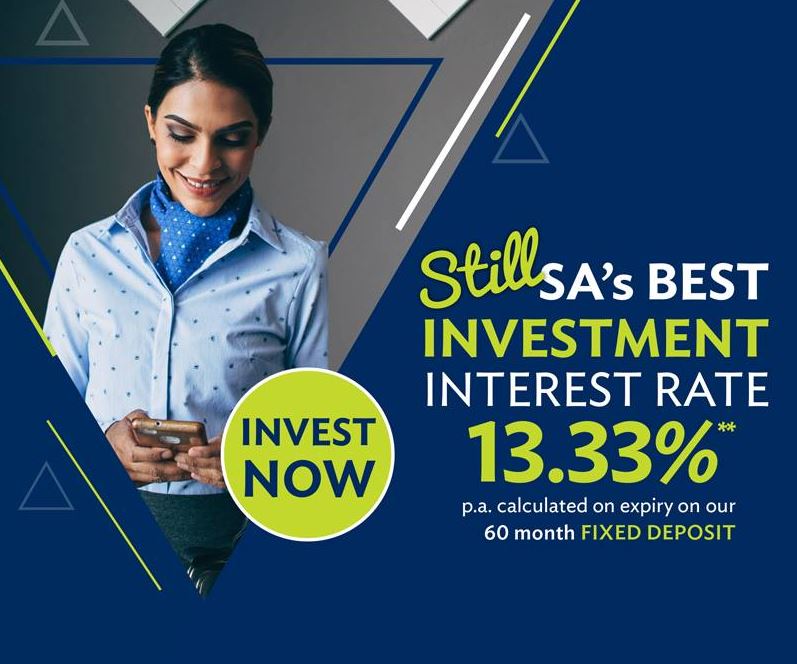 Still SA's BEST
INVESTMENT
INTEREST RATE
13.33%**
p.a. calculated on expiry on our
60 month FIXED DEPOSIT
INVEST
NOW